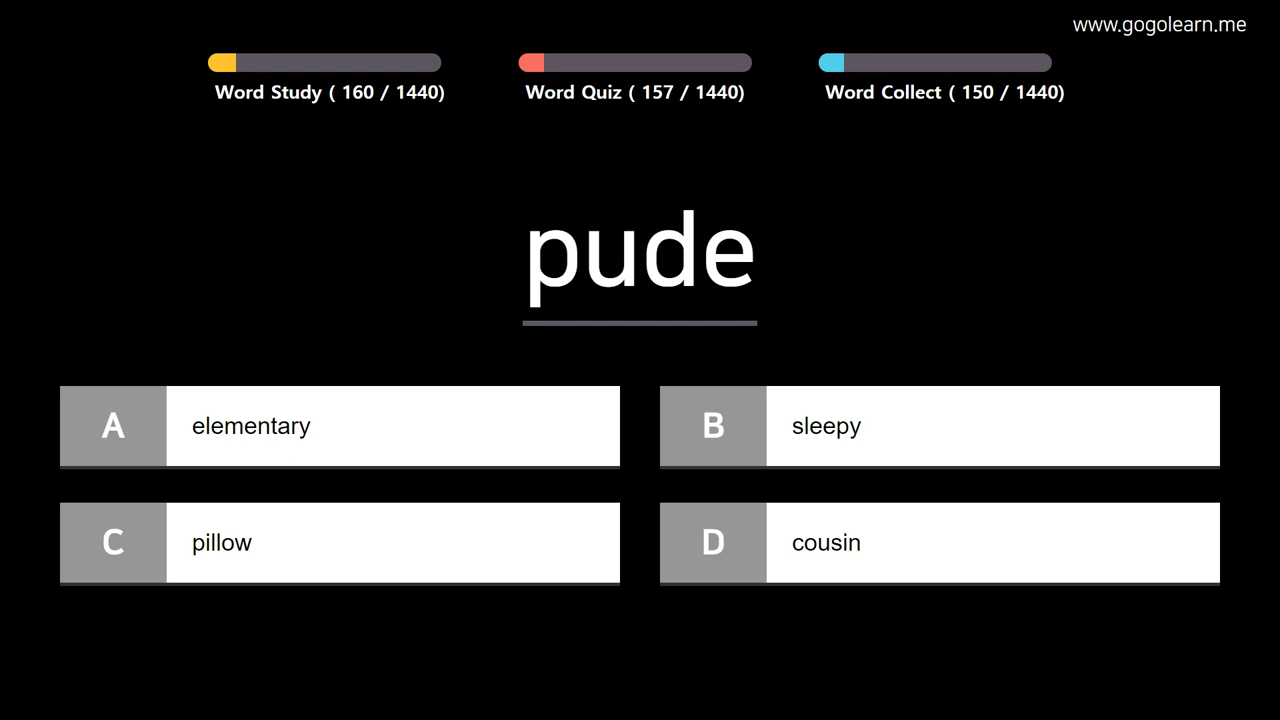 www.gogolearn.me
Word Study ( 160 / 1440)
Word Quiz ( 157 / 1440)
Word Collect ( 150 / 1440)
pude
A elementary
B sleepy
C pillow
D cousin